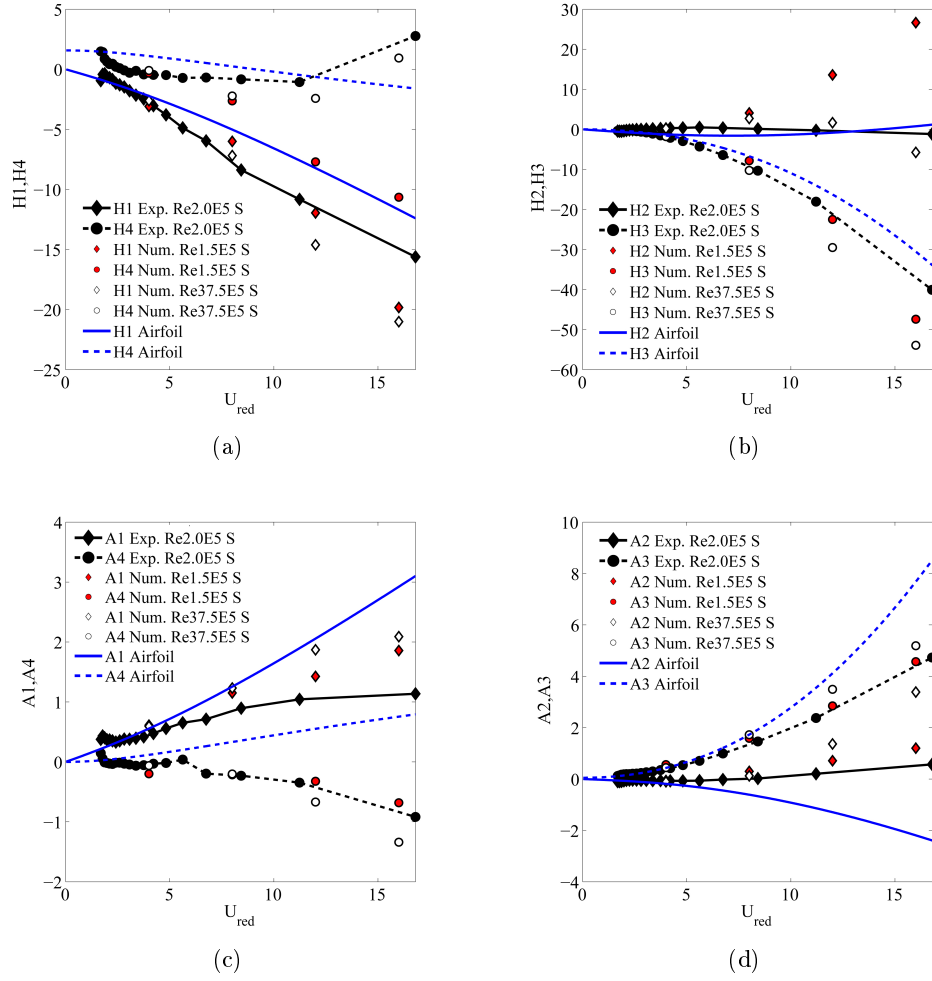 5
0
−5
−10
−15
−20
−25
H1,H4
H1 Exp. Re2.0E5 S
H4 Exp. Re2.0E5 S
H1 Num. Re1.5E5 S
H4 Num. Re1.5E5 S
H1 Num. Re37.5E5 S
H4 Num. Re37.5E5 S
H1 Airfoil
H4 Airfoil
0 5 10 15
U_red
(a)
30
20
10
0
−10
−20
−30
−40
−50
−60
H2,H3
H2 Exp. Re2.0E5 S
H3 Exp. Re2.0E5 S
H2 Num. Re1.5E5 S
H3 Num. Re1.5E5 S
H2 Num. Re37.5E5 S
H3 Num. Re37.5E5 S
H2 Airfoil
H3 Airfoil
0 5 10 15
U_red
(b)
4
3
2
1
0
−1
−2
A1,A4
A1 Exp. Re2.0E5 S
A4 Exp. Re2.0E5 S
A1 Num. Re1.5E5 S
A4 Num. Re1.5E5 S
A1 Num. Re37.5E5 S
A4 Num. Re37.5E5 S
A1 Airfoil
A4 Airfoil
0 5 10 15
U_red
(c)
10
8
6
4
2
0
−2
−4
A2,A3
A2 Exp. Re2.0E5 S
A3 Exp. Re2.0E5 S
A2 Num. Re1.5E5 S
A3 Num. Re1.5E5 S
A2 Num. Re37.5E5 S
A3 Num. Re37.5E5 S
A2 Airfoil
A3 Airfoil
0 5 10 15
U_red
(d)